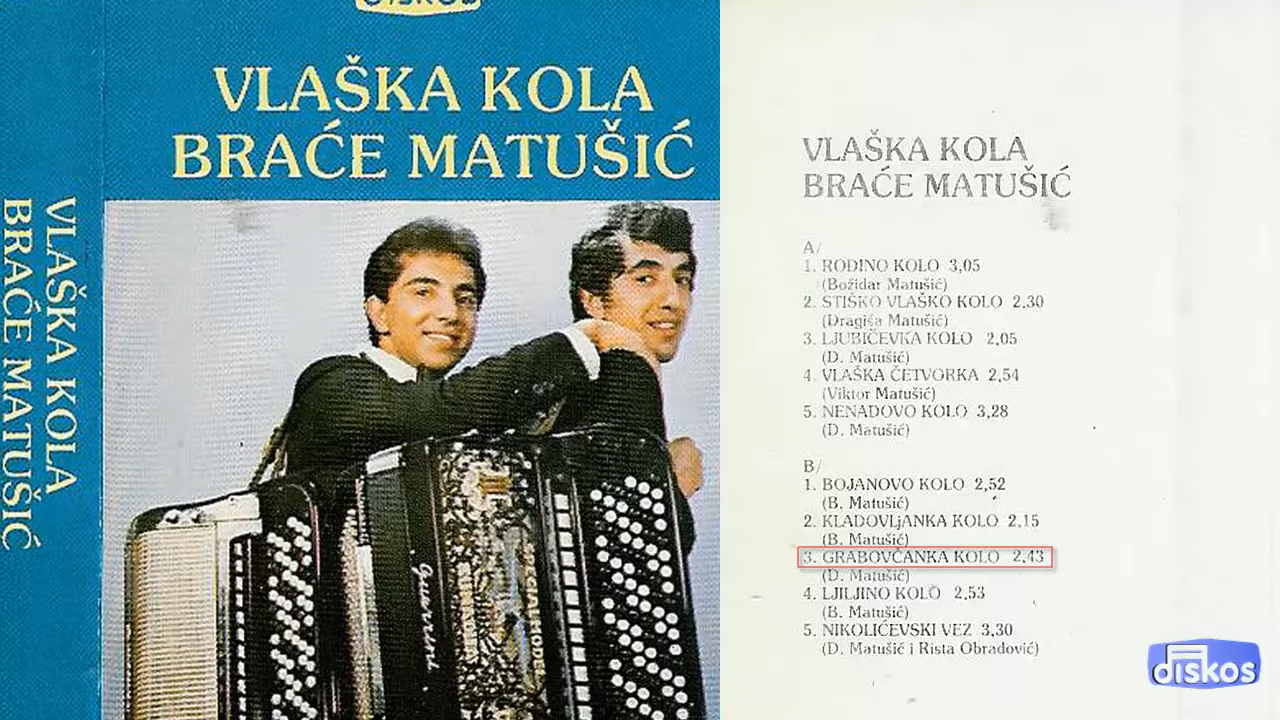 diskos
VLAŠKA KOLA
BRAĆE MATUŠIĆ
VLAŠKA KOLA
BRAĆE MATUŠIĆ
Guerrini
VLAŠKA KOLA
BRAĆE MATUŠIĆ
A/
1. RODINO KOLO 3,05
(Božidar Matušić)
2. STIŠKO VLAŠKO KOLO 2,30
(Dragiša Matušić)
3. LJUBIČEVKA KOLO 2,05
(D. Matušić)
4. VLAŠKA ČETVORKA 2,54
(Viktor Matušić)
5. NENADOVO KOLO 3,28
(D. Matušić)
B/
1. BOJANOVO KOLO 2,52
(B. Matušić)
2. KLADOVLjANKA KOLO 2,15
(B. Matušić)
3. GRABOVČANKA KOLO 2,43
(D. Matušić)
4. LJILJINO KOLO 2,53
(B. Matušić)
5. NIKOLIĆEVSKI VEZ 3,30
(D. Matušić i Rista Obradović)
diskos